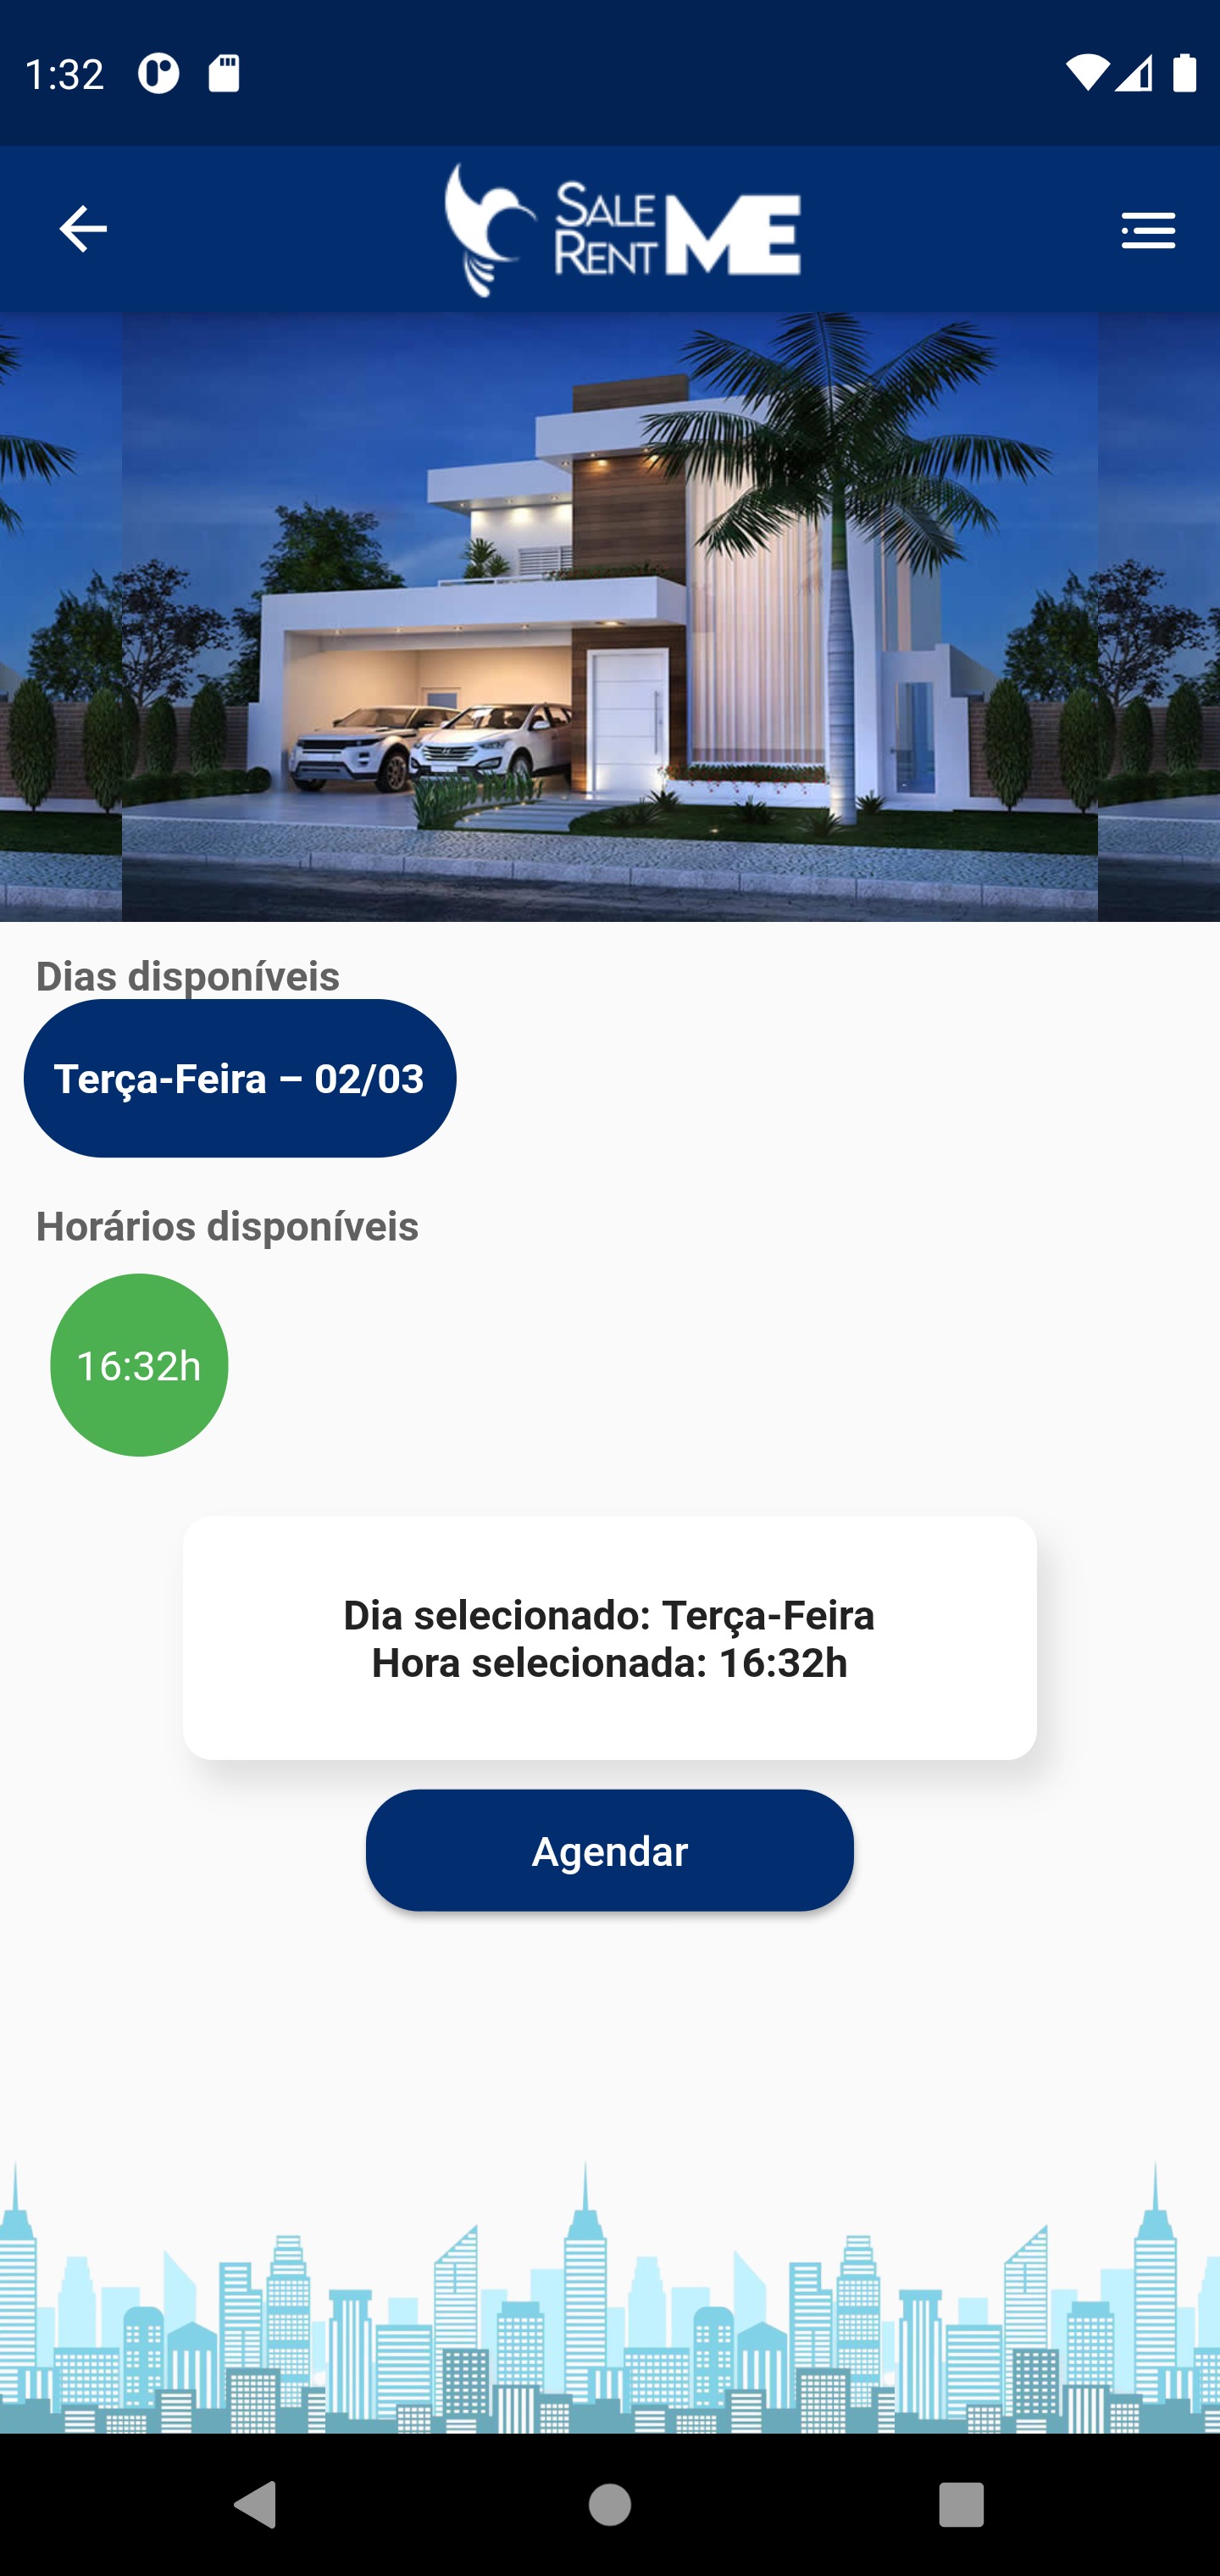 1:32
SALE
RENT ME
Dias disponíveis
Terça-Feira – 02/03
Horários disponíveis
16:32h
Dia selecionado: Terça-Feira
Hora selecionada: 16:32h
Agendar